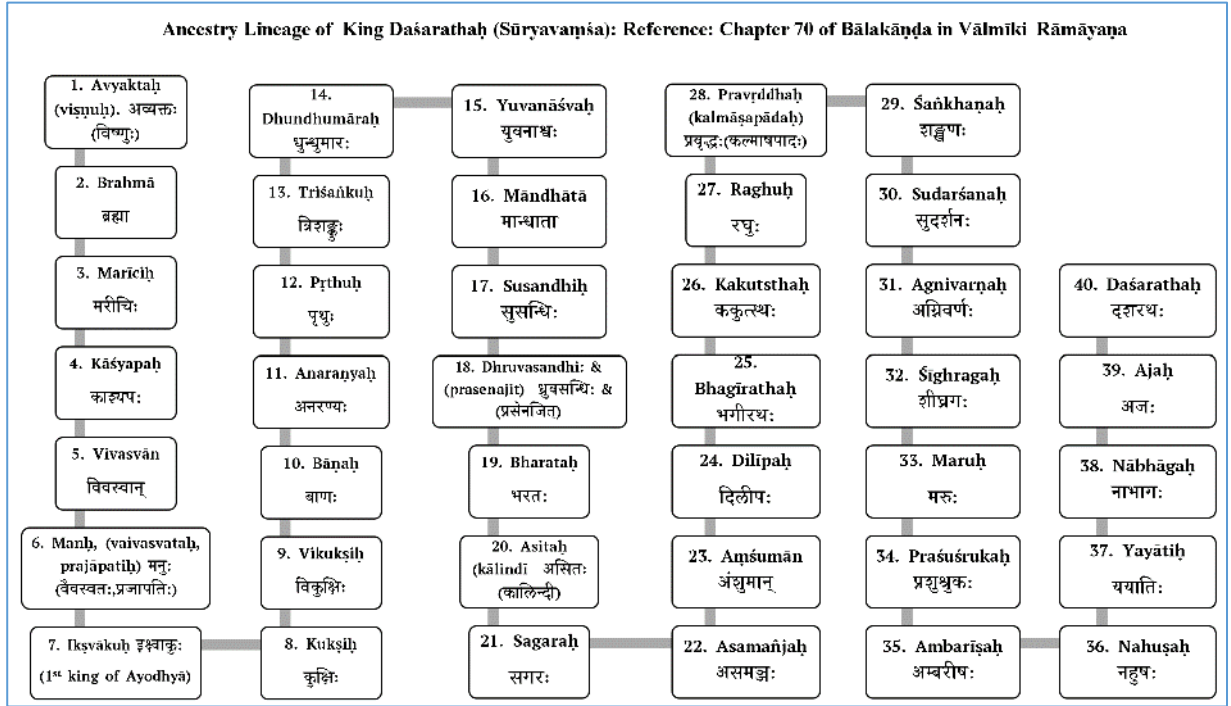 Ancestry Lineage of King Daśarathaḥ (Sūryavaṃśa): Reference: Chapter 70 of Bālakāṇḍa in Vālmīki Rāmāyaṇa
1. Avyaktaḥ
(viṣṇuḥ). अव्यक्तः
(विष्णुः)
2. Brahmā
ब्रह्मा
3. Marīciḥ
मरीचिः
4. Kāśyapaḥ
काश्यपः
5. Vivasvān
विवस्वान्
6. Manḥ, (vaivasvataḥ,
prajāpatiḥ) मनुः
(वैवस्वतः,प्रजापतिः)
7. Ikṣvākuḥ इक्ष्वाकुः
(1st king of Ayodhyā)
8. Kukṣiḥ
कुक्षिः
9. Vikukṣiḥ
विकुक्षिः
10. Bāṇaḥ
बाणः
11. Anaraṇyaḥ
अनरण्यः
12. Pṛthuḥ
पृथुः
13. Triśaṅkuḥ
त्रिशङ्कुः
14.
Dhundhumāraḥ
धुन्धुमारः
15. Yuvanāśvaḥ
युवनाश्वः
16. Māndhātā
मान्धाता
17. Susandhiḥ
सुसन्धिः
18. Dhruvasandhi: &
(prasenajit) ध्रुवसन्धिः &
(प्रसेनजित्)
19. Bharataḥ
भरतः
20. Asitaḥ
(kālindī असितः
(कालिन्दी)
21. Sagaraḥ
सगरः
22. Asamañjaḥ
असमञ्जः
23. Aṃśumān
अंशुमान्
24. Dilīpaḥ
दिलीपः
25.
Bhagīrathaḥ
भगीरथः
26. Kakutsthaḥ
ककुत्स्थः
27. Raghuḥ
रघुः
28. Pravṛddhaḥ
(kalmāṣapādaḥ)
प्रवृद्धः(कल्माषपादः)
29. Śaṅkhaṇaḥ
शङ्खणः
30. Sudarśanaḥ
सुदर्शनः
31. Agnivarṇaḥ
अग्निवर्णः
32. Śīghragaḥ
शीघ्रगः
33. Maruḥ
मरुः
34. Praśuśrukaḥ
प्रशुश्रुकः
35. Ambarīṣaḥ
अम्बरीषः
36. Nahuṣaḥ
नहुषः
37. Yayātiḥ
ययातिः
38. Nābhāgaḥ
नाभागः
39. Ajaḥ
अजः
40. Daśarathaḥ
दशरथः